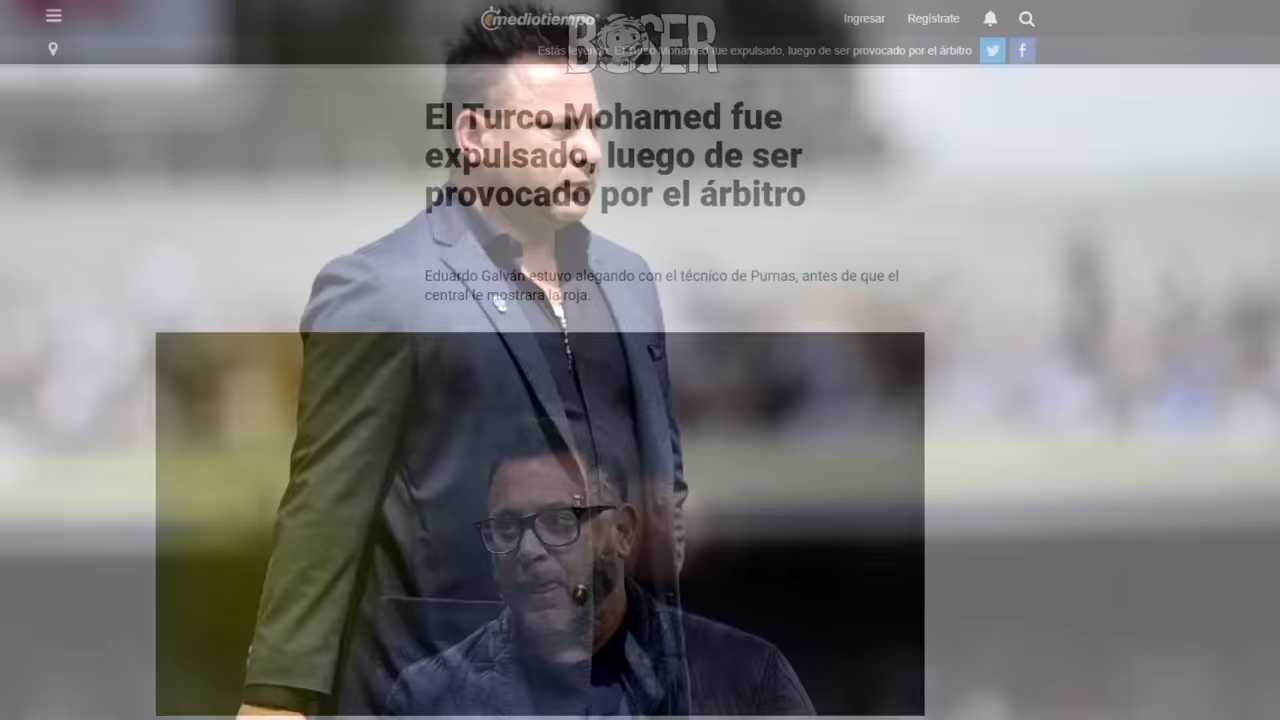 mediotiempo
Ingresar
Regístrate
BOSER
Estás leyendo: El Turco Mohamed fue expulsado, luego de ser provocado por el árbitro
El Turco Mohamed fue
expulsado, luego de ser
provocado por el árbitro
Eduardo Galván estuvo alegando con el técnico de Pumas, antes de que el
central le mostrara la roja.